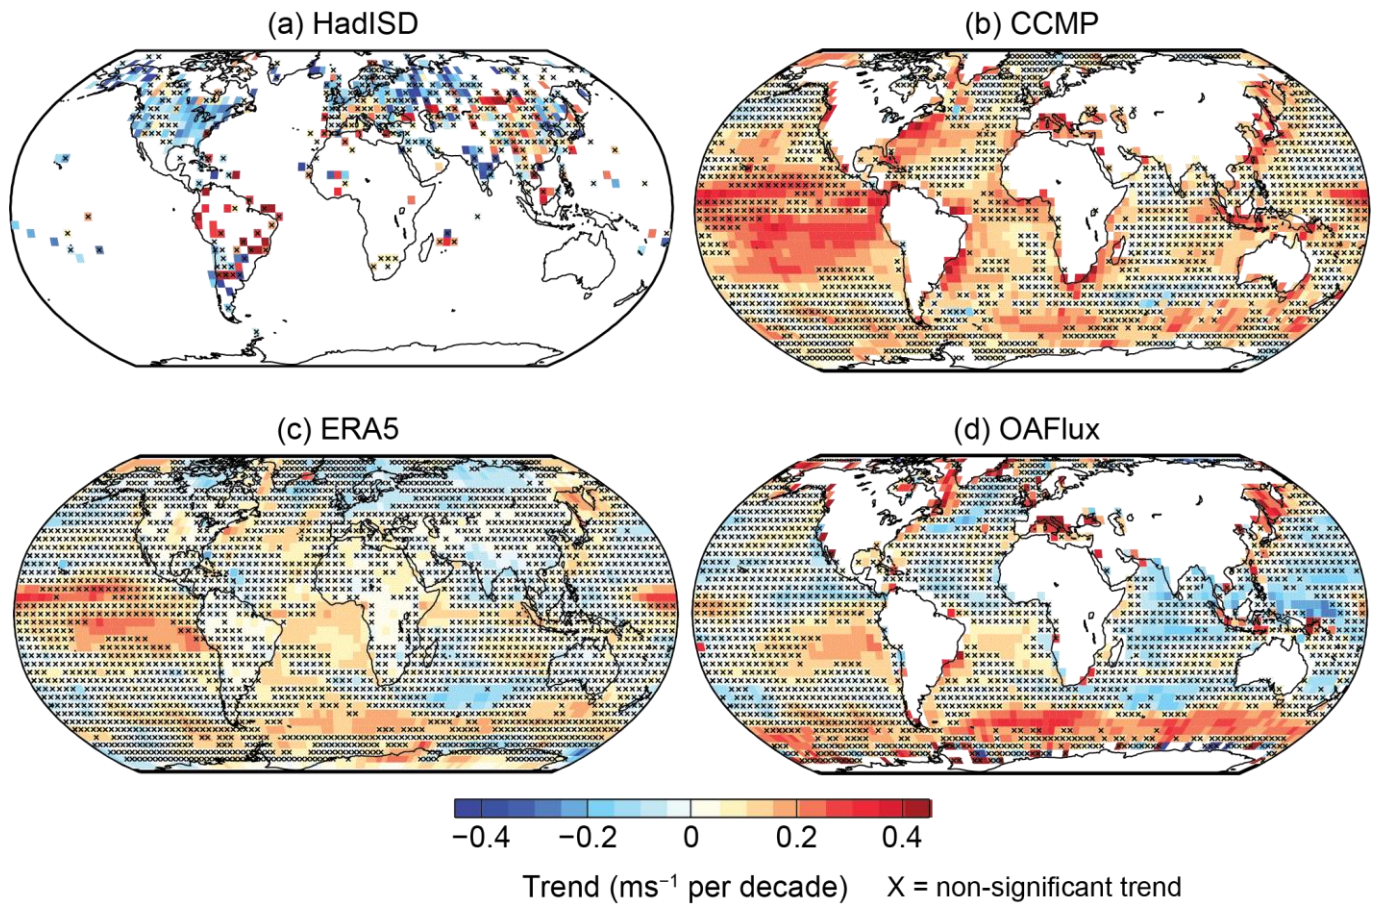 (a) HadISD
(b) CCMP
(c) ERA5
(d) OAFlux
−0.4 −0.2 0 0.2 0.4
Trend (ms⁻¹ per decade) X = non-significant trend